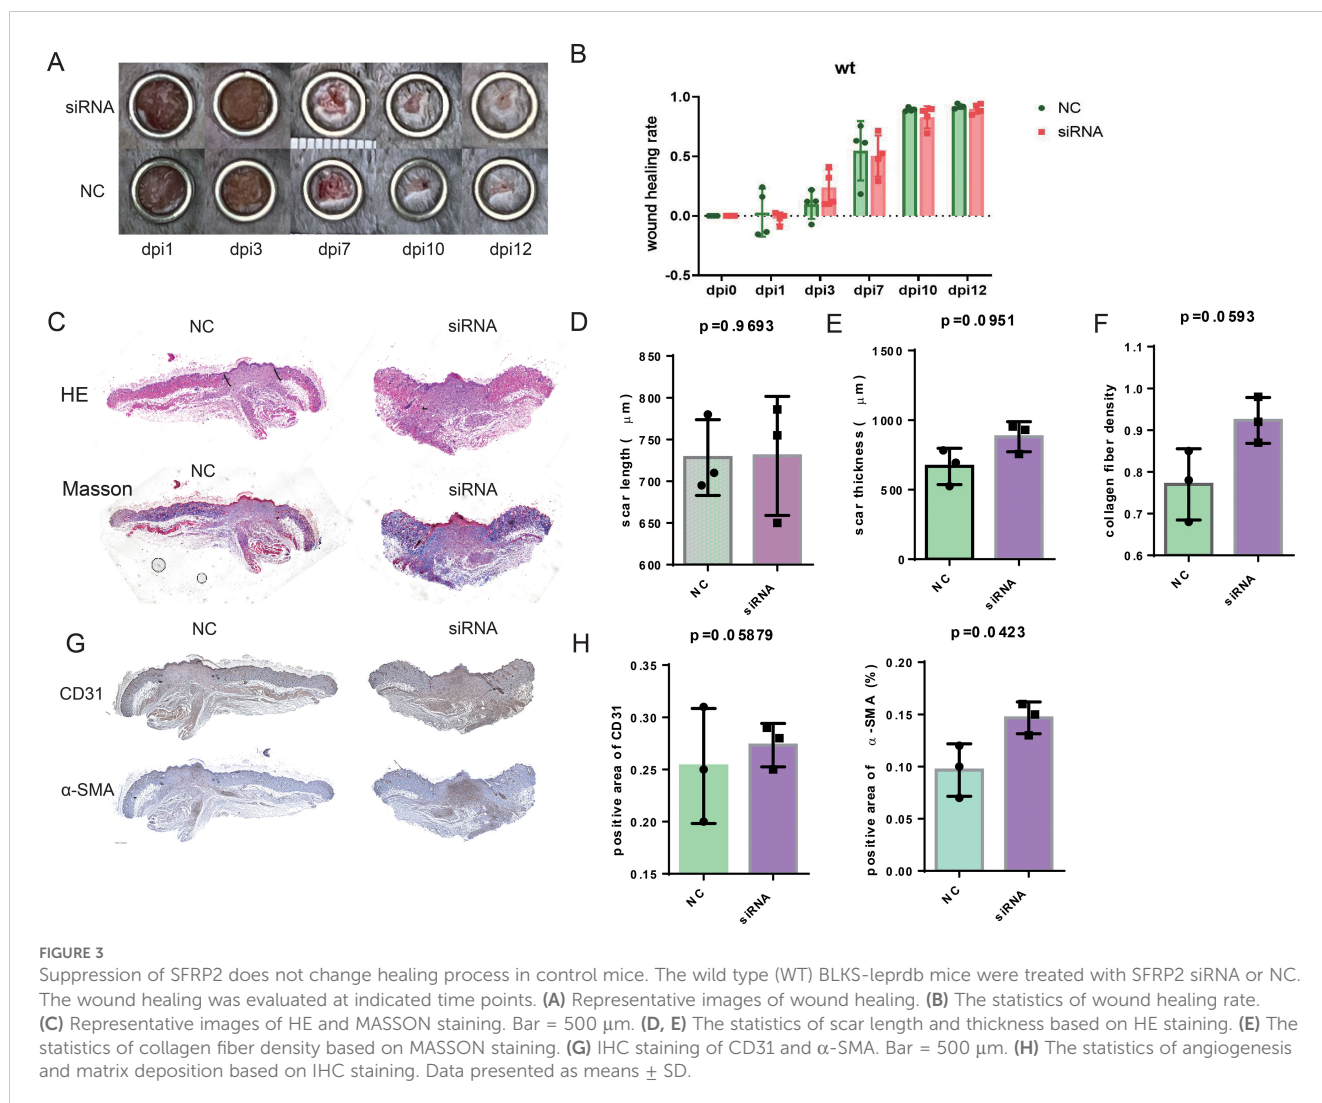 A
siRNA
NC
dpi1 dpi3 dpi7 dpi10 dpi12
B
wt
wound healing rate
1.0
0.5
0.0
-0.5
dpi0 dpi1 dpi3 dpi7 dpi10 dpi12
NC
siRNA
C
NC siRNA
HE
NC siRNA
Masson
D
p=0.9693
scar length ( μm)
850
800
750
700
650
600
NC siRNA
E
p=0.0951
scar thickness ( μm)
1500
1000
500
0
NC siRNA
F
p=0.0593
collagen fiber density
1.1
1.0
0.9
0.8
0.7
0.6
NC siRNA
G
NC siRNA
CD31
α-SMA
H
p=0.05879
positive area of CD31
0.35
0.30
0.25
0.20
0.15
NC siRNA
p=0.0423
positive area of α-SMA (%)
0.20
0.15
0.10
0.05
0.00
NC siRNA
FIGURE 3
Suppression of SFRP2 does not change healing process in control mice. The wild type (WT) BLKS-leprdb mice were treated with SFRP2 siRNA or NC.
The wound healing was evaluated at indicated time points. (A) Representative images of wound healing. (B) The statistics of wound healing rate.
(C) Representative images of HE and MASSON staining. Bar = 500 μm. (D, E) The statistics of scar length and thickness based on HE staining. (E) The
statistics of collagen fiber density based on MASSON staining. (G) IHC staining of CD31 and α-SMA. Bar = 500 μm. (H) The statistics of angiogenesis
and matrix deposition based on IHC staining. Data presented as means ± SD.